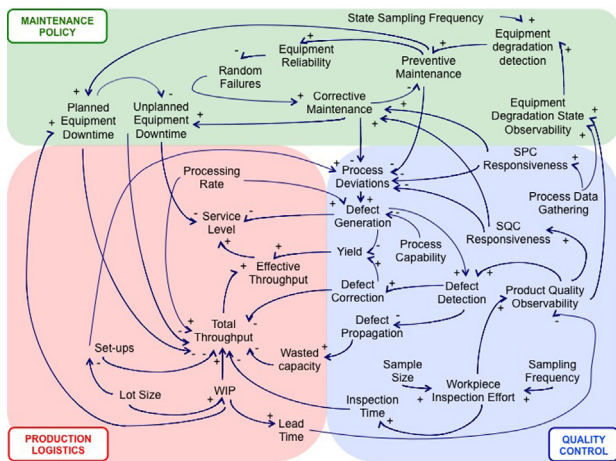 MAINTENANCE
POLICY
State Sampling Frequency
+
Equipment
degradation
detection
+
Equipment
Reliability
+
Preventive
Maintenance
+
-
Random
Failures
+
Corrective
Maintenance
+
-
+
+
Planned
Equipment
Downtime
+
-
Unplanned
Equipment
Downtime
+
Equipment
Degradation State
Observability
+
+
SPC
Responsiveness
+
Process Data
Gathering
Processing
Rate
+
-
-
Process
Deviations
-
-
+
+
Defect
Generation
-
Service
Level
-
-
+
SQC
Responsiveness
+
Process
Capability
Yield
-
+
Effective
Throughput
+
+
Defect
Correction
+
Defect
Detection
+
+
Product Quality
Observability
+
-
Defect
Propagation
-
Total
Throughput
+
-
-
-
-
-
+
Wasted
capacity
+
Set-ups
-
Lot Size
WIP
+
Sample
Size
+
Workpiece
Inspection Effort
+
Sampling
Frequency
Inspection
Time
+
Lead
Time
+
PRODUCTION
LOGISTICS
QUALITY
CONTROL